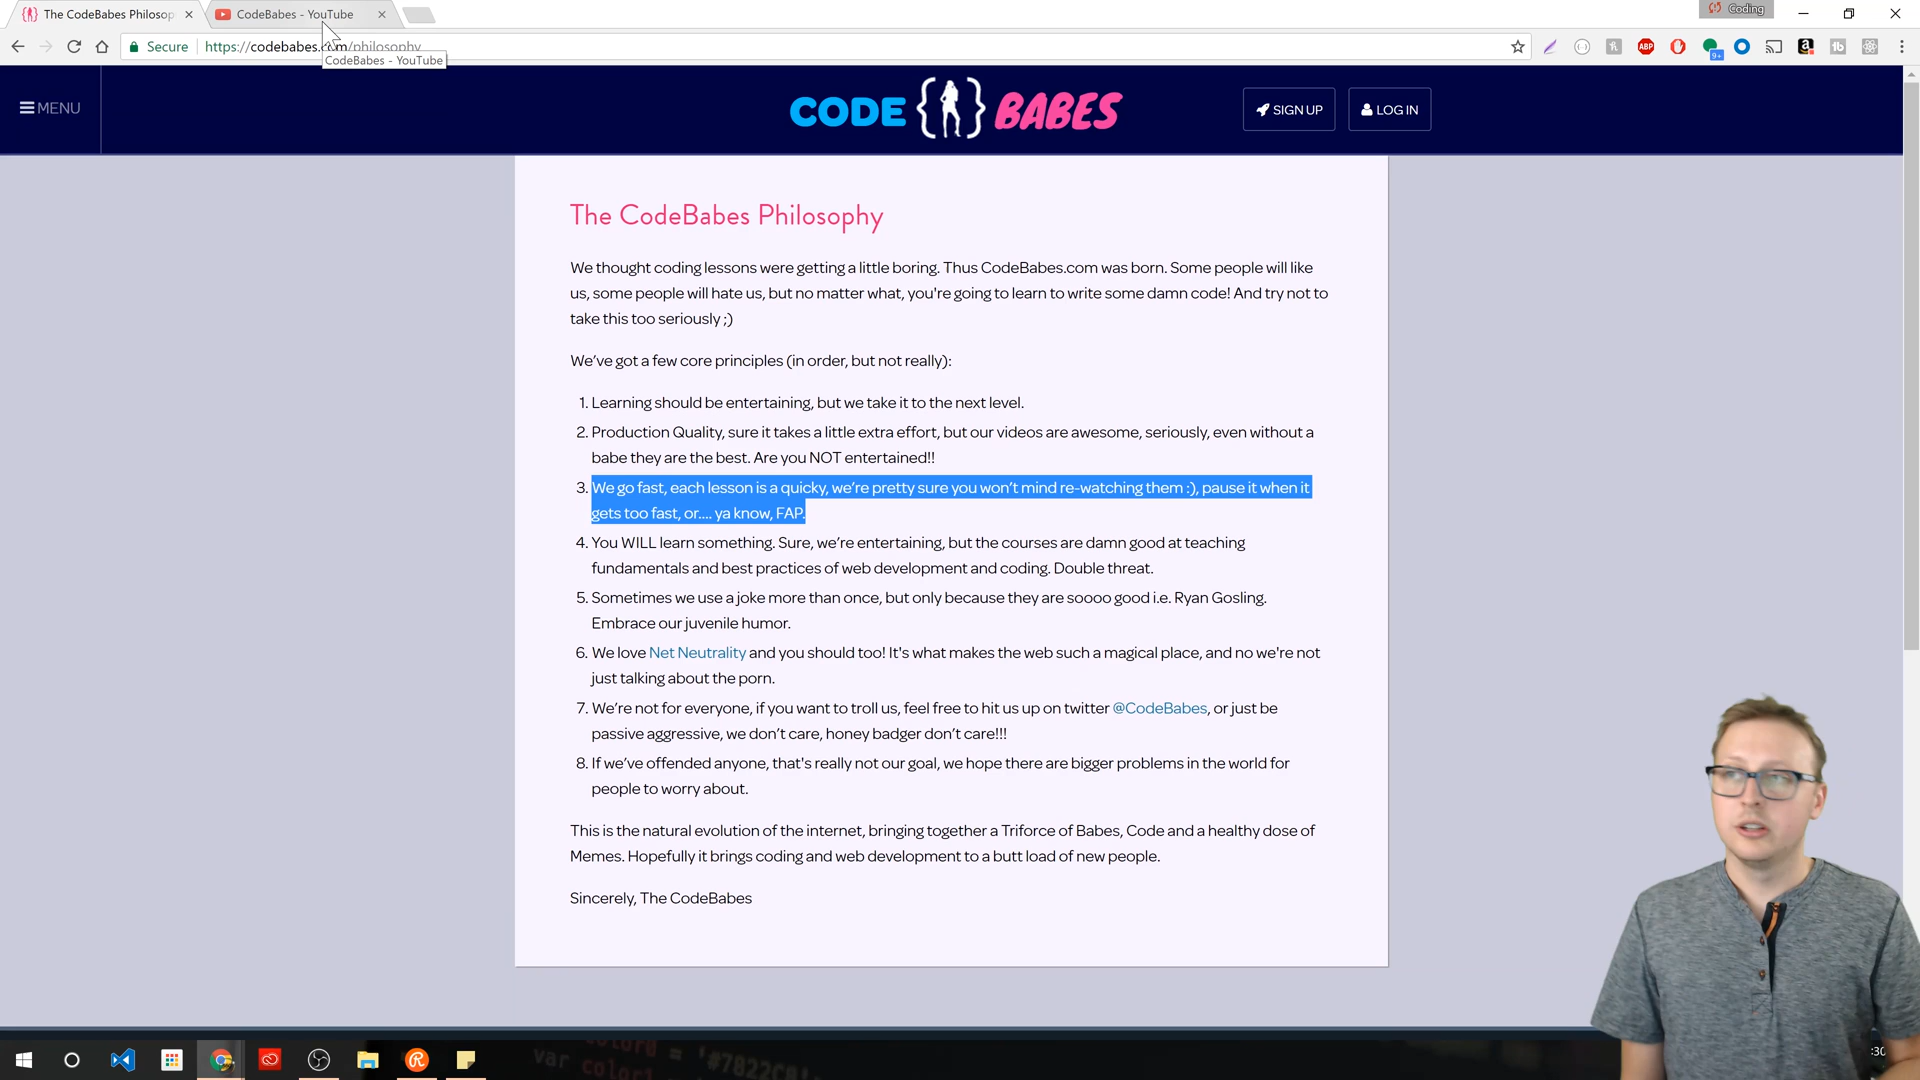 The CodeBabes Philosop
CodeBabes - YouTube
Coding
Secure
https://codebabes.com/philosophy
CodeBabes - YouTube
ABP
9+
MENU
CODE BABES
SIGN UP
LOG IN
The CodeBabes Philosophy
We thought coding lessons were getting a little boring. Thus CodeBabes.com was born. Some people will like
us, some people will hate us, but no matter what, you're going to learn to write some damn code! And try not to
take this too seriously ;)
We've got a few core principles (in order, but not really):
1. Learning should be entertaining, but we take it to the next level.
2. Production Quality, sure it takes a little extra effort, but our videos are awesome, seriously, even without a
babe they are the best. Are you NOT entertained!!
3. We go fast, each lesson is a quicky, we're pretty sure you won't mind re-watching them :), pause it when it
gets too fast, or.... ya know, FAP.
4. You WILL learn something. Sure, we're entertaining, but the courses are damn good at teaching
fundamentals and best practices of web development and coding. Double threat.
5. Sometimes we use a joke more than once, but only because they are soooo good i.e. Ryan Gosling.
Embrace our juvenile humor.
6. We love Net Neutrality and you should too! It's what makes the web such a magical place, and no we're not
just talking about the porn.
7. We're not for everyone, if you want to troll us, feel free to hit us up on twitter @CodeBabes, or just be
passive aggressive, we don't care, honey badger don't care!!!
8. If we've offended anyone, that's really not our goal, we hope there are bigger problems in the world for
people to worry about.
This is the natural evolution of the internet, bringing together a Triforce of Babes, Code and a healthy dose of
Memes. Hopefully it brings coding and web development to a butt load of new people.
Sincerely, The CodeBabes
:30